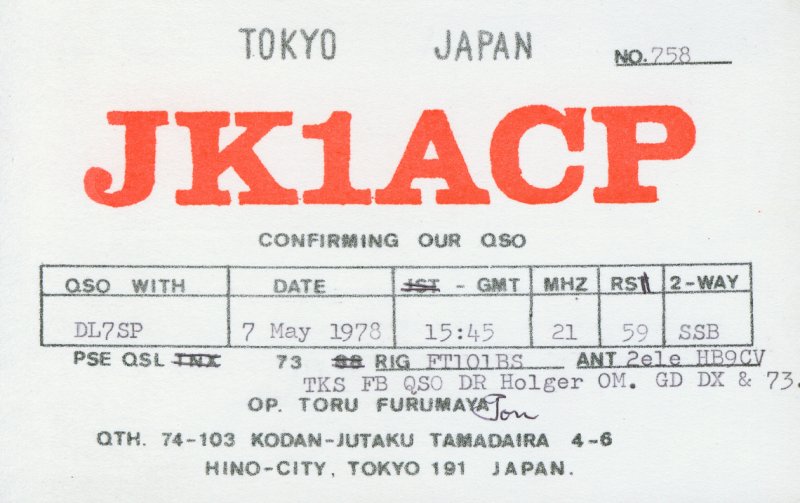 TOKYO JAPAN NO. 758
JK1ACP
CONFIRMING OUR QSO
QSO WITH DATE JST - GMT MHZ RST 2-WAY
DL7SP 7 May 1978 15:45 21 59 SSB
PSE QSL TNX 73 88 RIG FT101BS ANT 2ele HB9CV
TKS FB QSO DR Holger OM. GD DX & 73.
OP. TORU FURUMAYA Toru
QTH. 74-103 KODAN-JUTAKU TAMADAIRA 4-6
HINO-CITY, TOKYO 191 JAPAN.